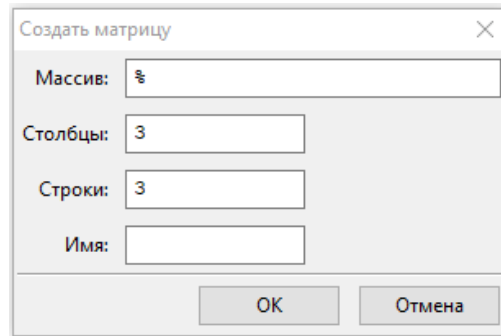 Создать матрицу
Массив: %
Столбцы: 3
Строки: 3
Имя:
OK Отмена